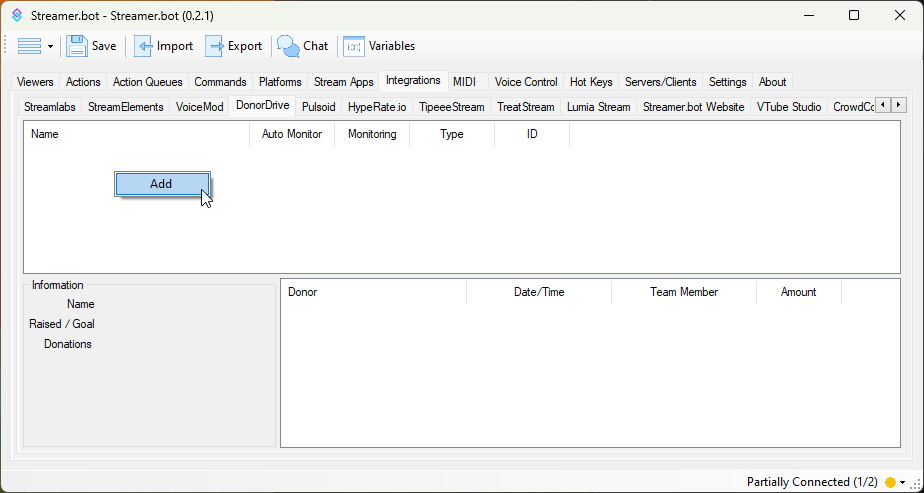 Streamer.bot - Streamer.bot (0.2.1)
Save Import Export Chat Variables
Viewers Actions Action Queues Commands Platforms Stream Apps Integrations MIDI Voice Control Hot Keys Servers/Clients Settings About
Streamlabs StreamElements VoiceMod DonorDrive Pulsoid HypeRate.io TipeeeStream TreatStream Lumia Stream Streamer.bot Website VTube Studio CrowdCo
Name Auto Monitor Monitoring Type ID
Add
Information
Name
Raised / Goal
Donations
Donor Date/Time Team Member Amount
Partially Connected (1/2)